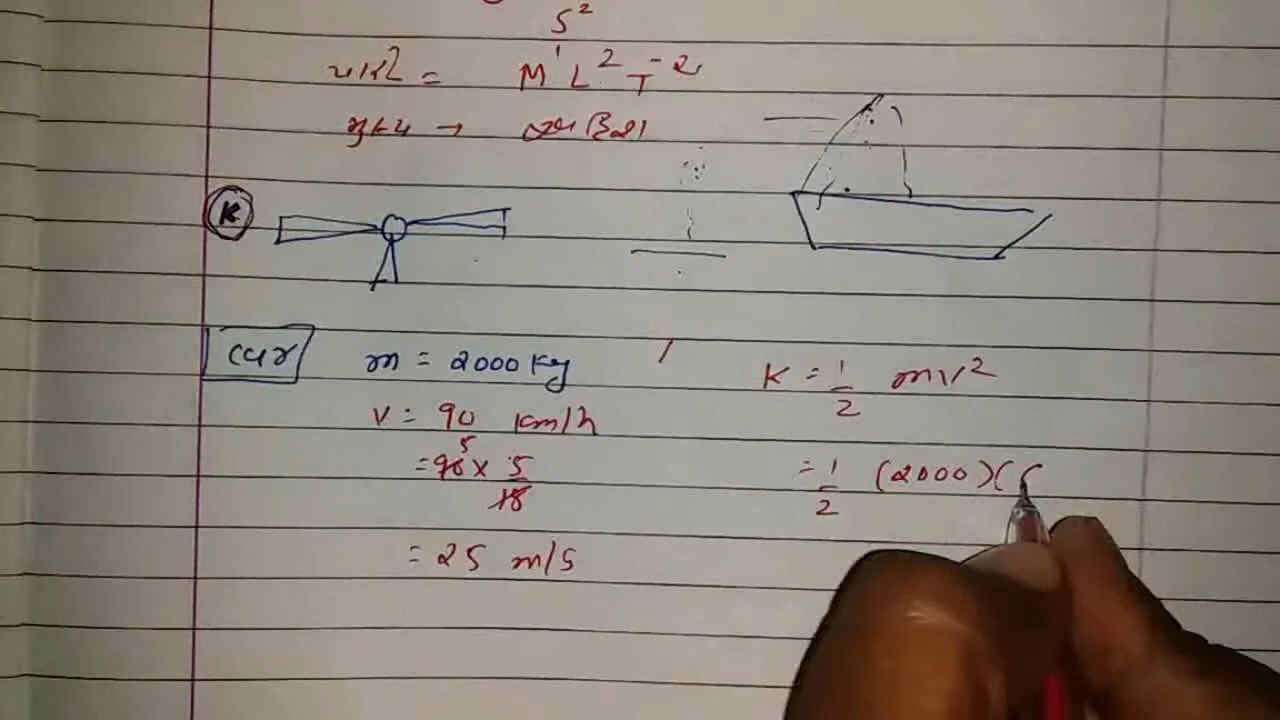 S²
M¹ L² T⁻²
K
Car
m = 2000 Kg
V = 90 Km/h
5
= 90 × 5/18
= 25 m/s
K = 1/2 mv²
= 1/2 (2000)(